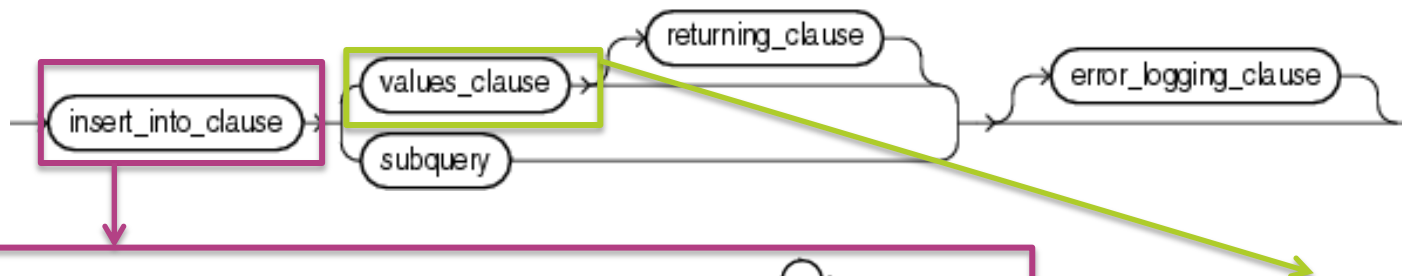 returning_clause
values_clause
error_logging_clause
insert_into_clause
subquery